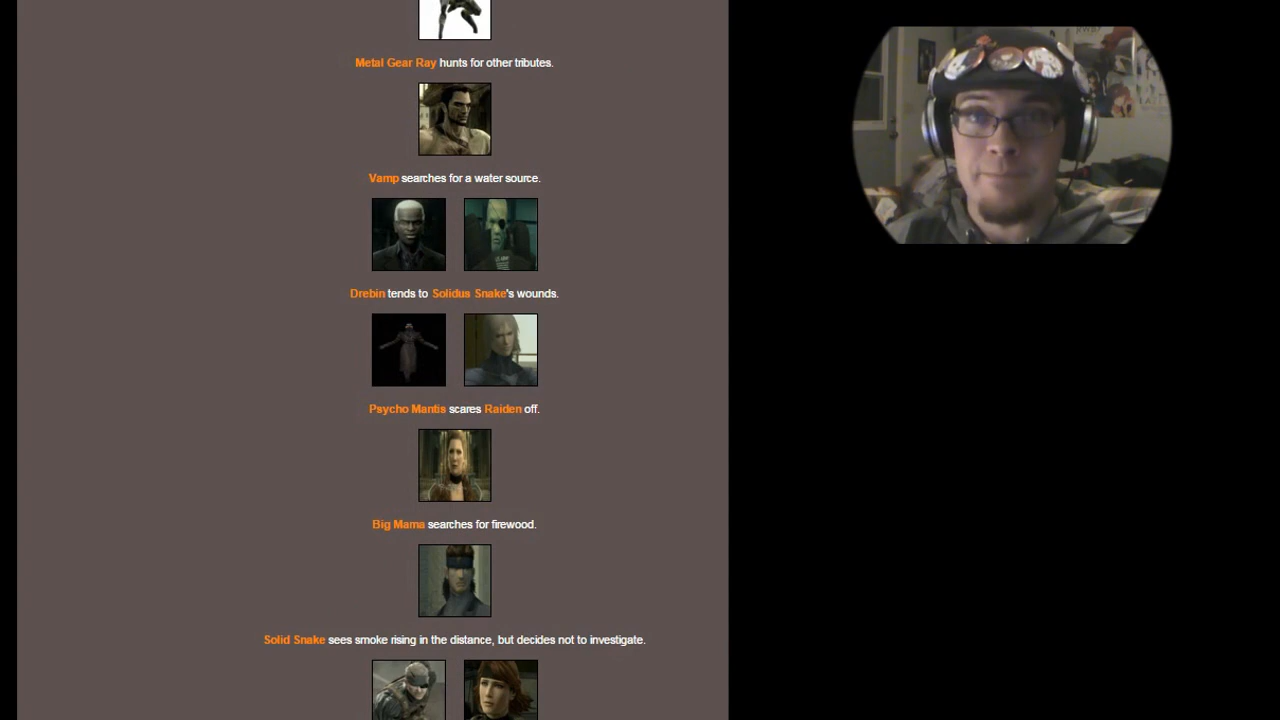 Metal Gear Ray hunts for other tributes.
Vamp searches for a water source.
Drebin tends to Solidus Snake's wounds.
Psycho Mantis scares Raiden off.
Big Mama searches for firewood.
Solid Snake sees smoke rising in the distance, but decides not to investigate.